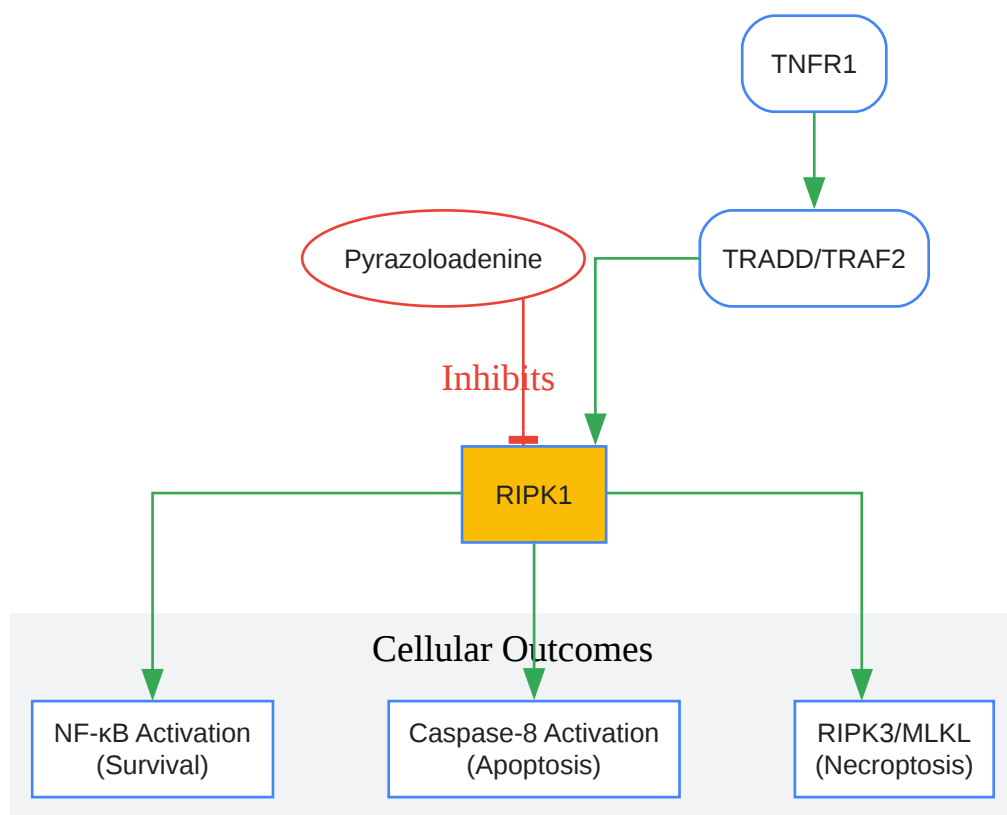 TNFR1
Pyrazoloadenine
TRADD/TRAF2
Inhibits
RIPK1
Cellular Outcomes
NF-κB Activation
(Survival)
Caspase-8 Activation
(Apoptosis)
RIPK3/MLKL
(Necroptosis)